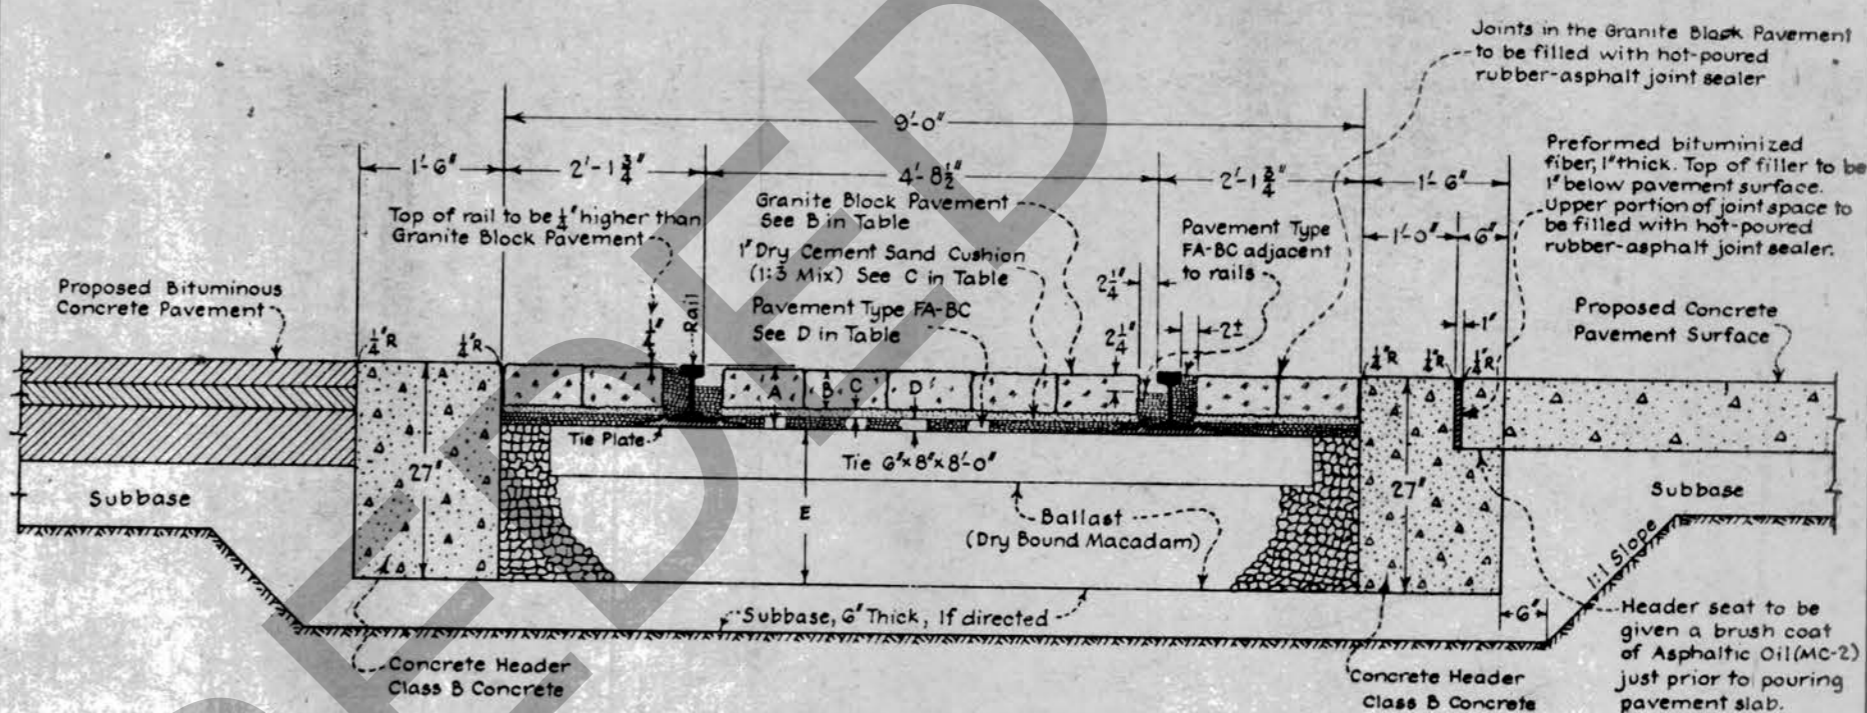 Joints in the Granite Block Pavement
to be filled with hot-poured
rubber-asphalt joint sealer
9'-0"
Preformed bituminized
fiber, 1" thick. Top of filler to be
1" below pavement surface.
Upper portion of joint space to
be filled with hot-poured
rubber-asphalt joint sealer.
1'-6"
2'-1 3/4"
4'-8 1/2"
2'-1 3/4"
1'-6"
1'-0"
6"
Top of rail to be 1/4" higher than
Granite Block Pavement
Granite Block Pavement
See B in Table
1" Dry Cement Sand Cushion
(1:3 Mix) See C in Table
Pavement Type FA-BC
See D in Table
Pavement Type
FA-BC adjacent
to rails
2 1/4"
2 1/4"
2±
1"
Proposed Bituminous
Concrete Pavement
Proposed Concrete
Pavement Surface
1/4"R
1/4"R
1/4"
Rail
1/4"R
1/4"R
1/4"R
A
B
C
D
Tie Plate
Tie 6"x8"x8'-0"
27"
E
27"
Subbase
Subbase
Ballast
(Dry Bound Macadam)
1:1 Slope
Subbase, 6" Thick, If directed
6"
Concrete Header
Class B Concrete
Concrete Header
Class B Concrete
Header seat to be
given a brush coat
of Asphaltic Oil (MC-2)
just prior to pouring
pavement slab.
PEDED